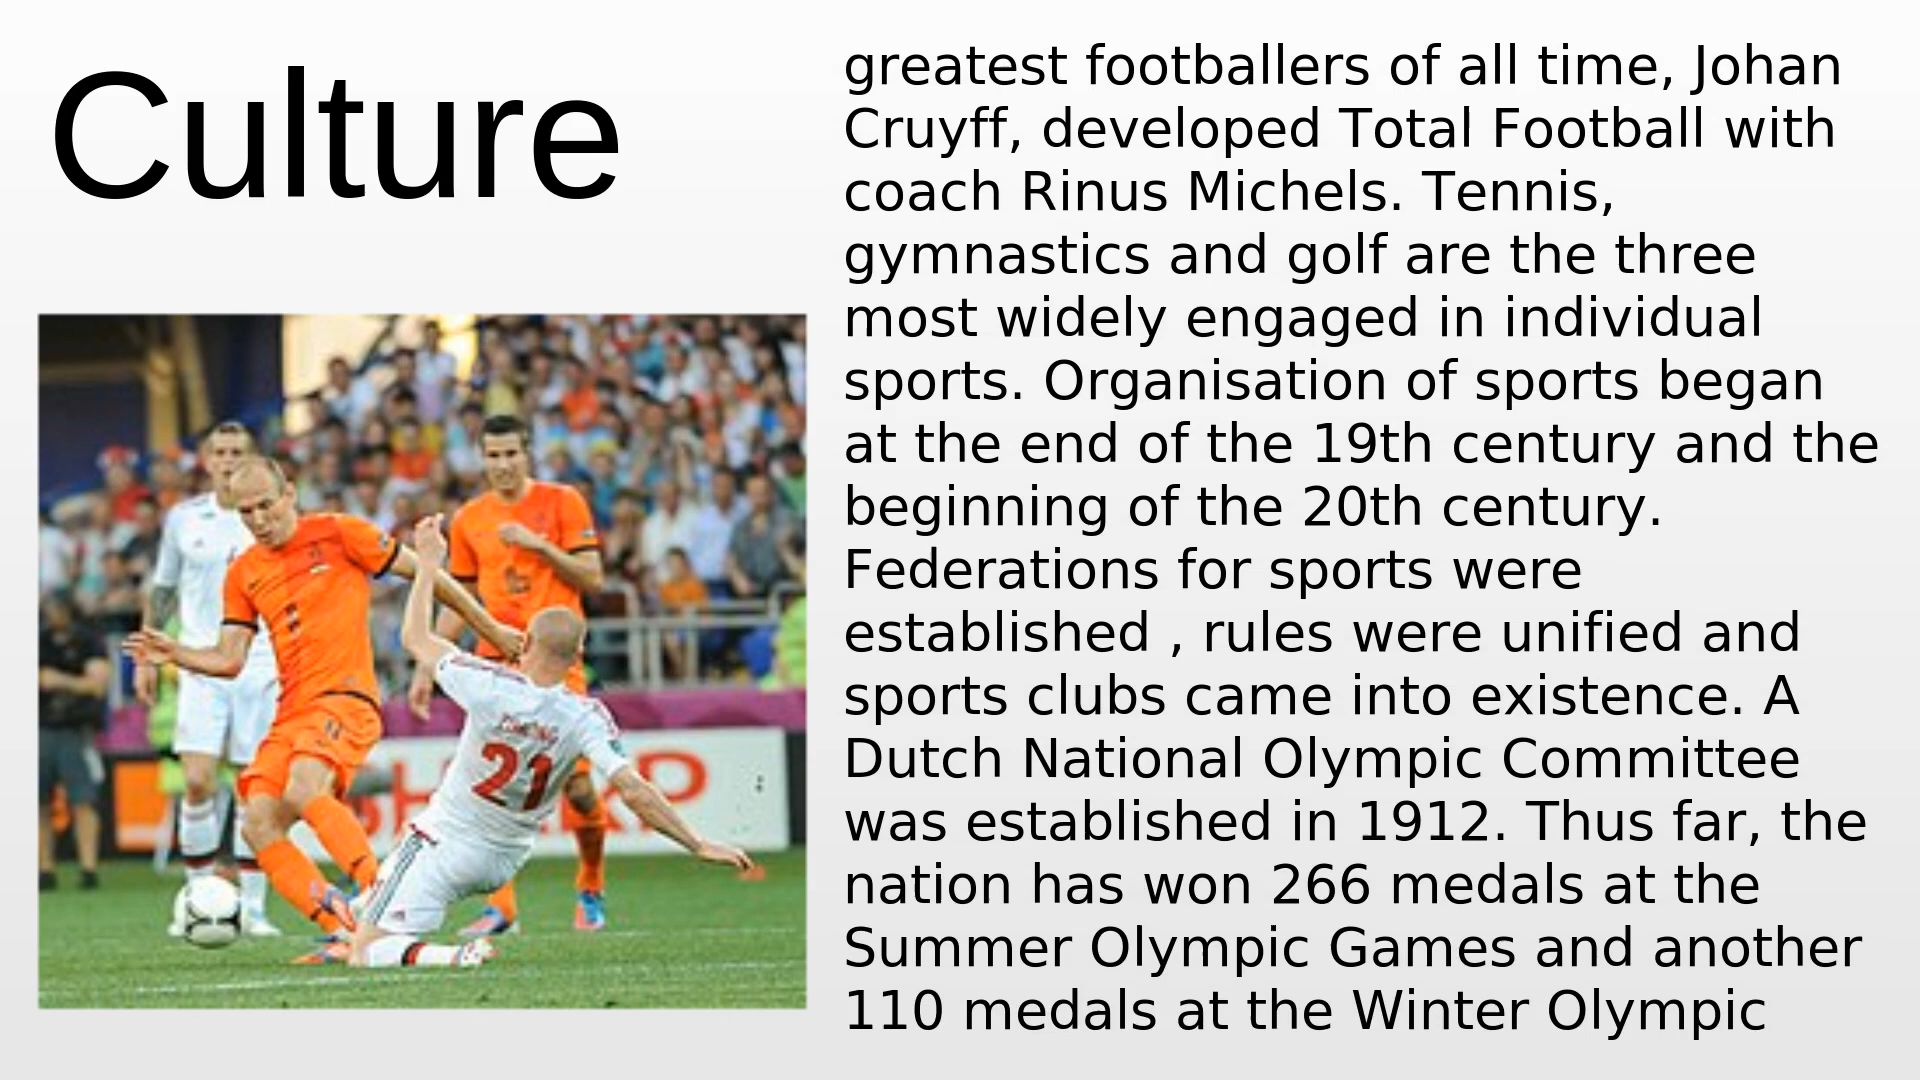 Culture
greatest footballers of all time, Johan
Cruyff, developed Total Football with
coach Rinus Michels. Tennis,
gymnastics and golf are the three
most widely engaged in individual
sports. Organisation of sports began
at the end of the 19th century and the
beginning of the 20th century.
Federations for sports were
established , rules were unified and
sports clubs came into existence. A
Dutch National Olympic Committee
was established in 1912. Thus far, the
nation has won 266 medals at the
Summer Olympic Games and another
110 medals at the Winter Olympic
21